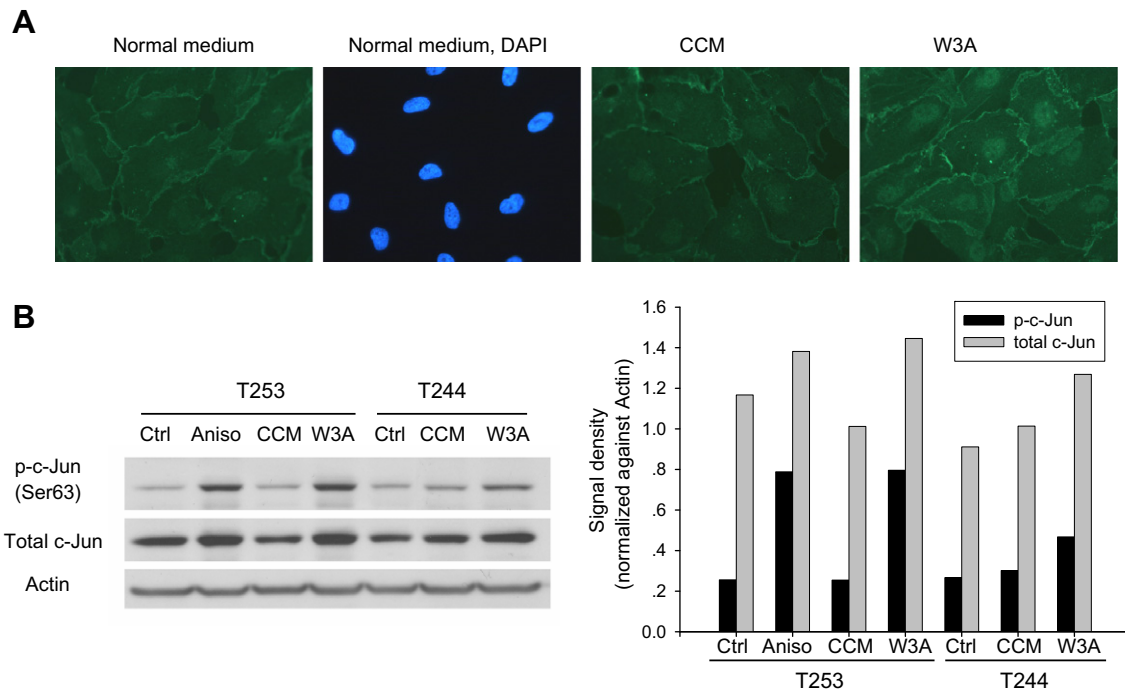 A
Normal medium
Normal medium, DAPI
CCM
W3A
B
T253
T244
Ctrl
Aniso
CCM
W3A
Ctrl
CCM
W3A
p-c-Jun
(Ser63)
Total c-Jun
Actin
Signal density
(normalized against Actin)
1.6
1.4
1.2
1.0
.8
.6
.4
.2
0.0
p-c-Jun
total c-Jun
Ctrl
Aniso
CCM
W3A
Ctrl
CCM
W3A
T253
T244